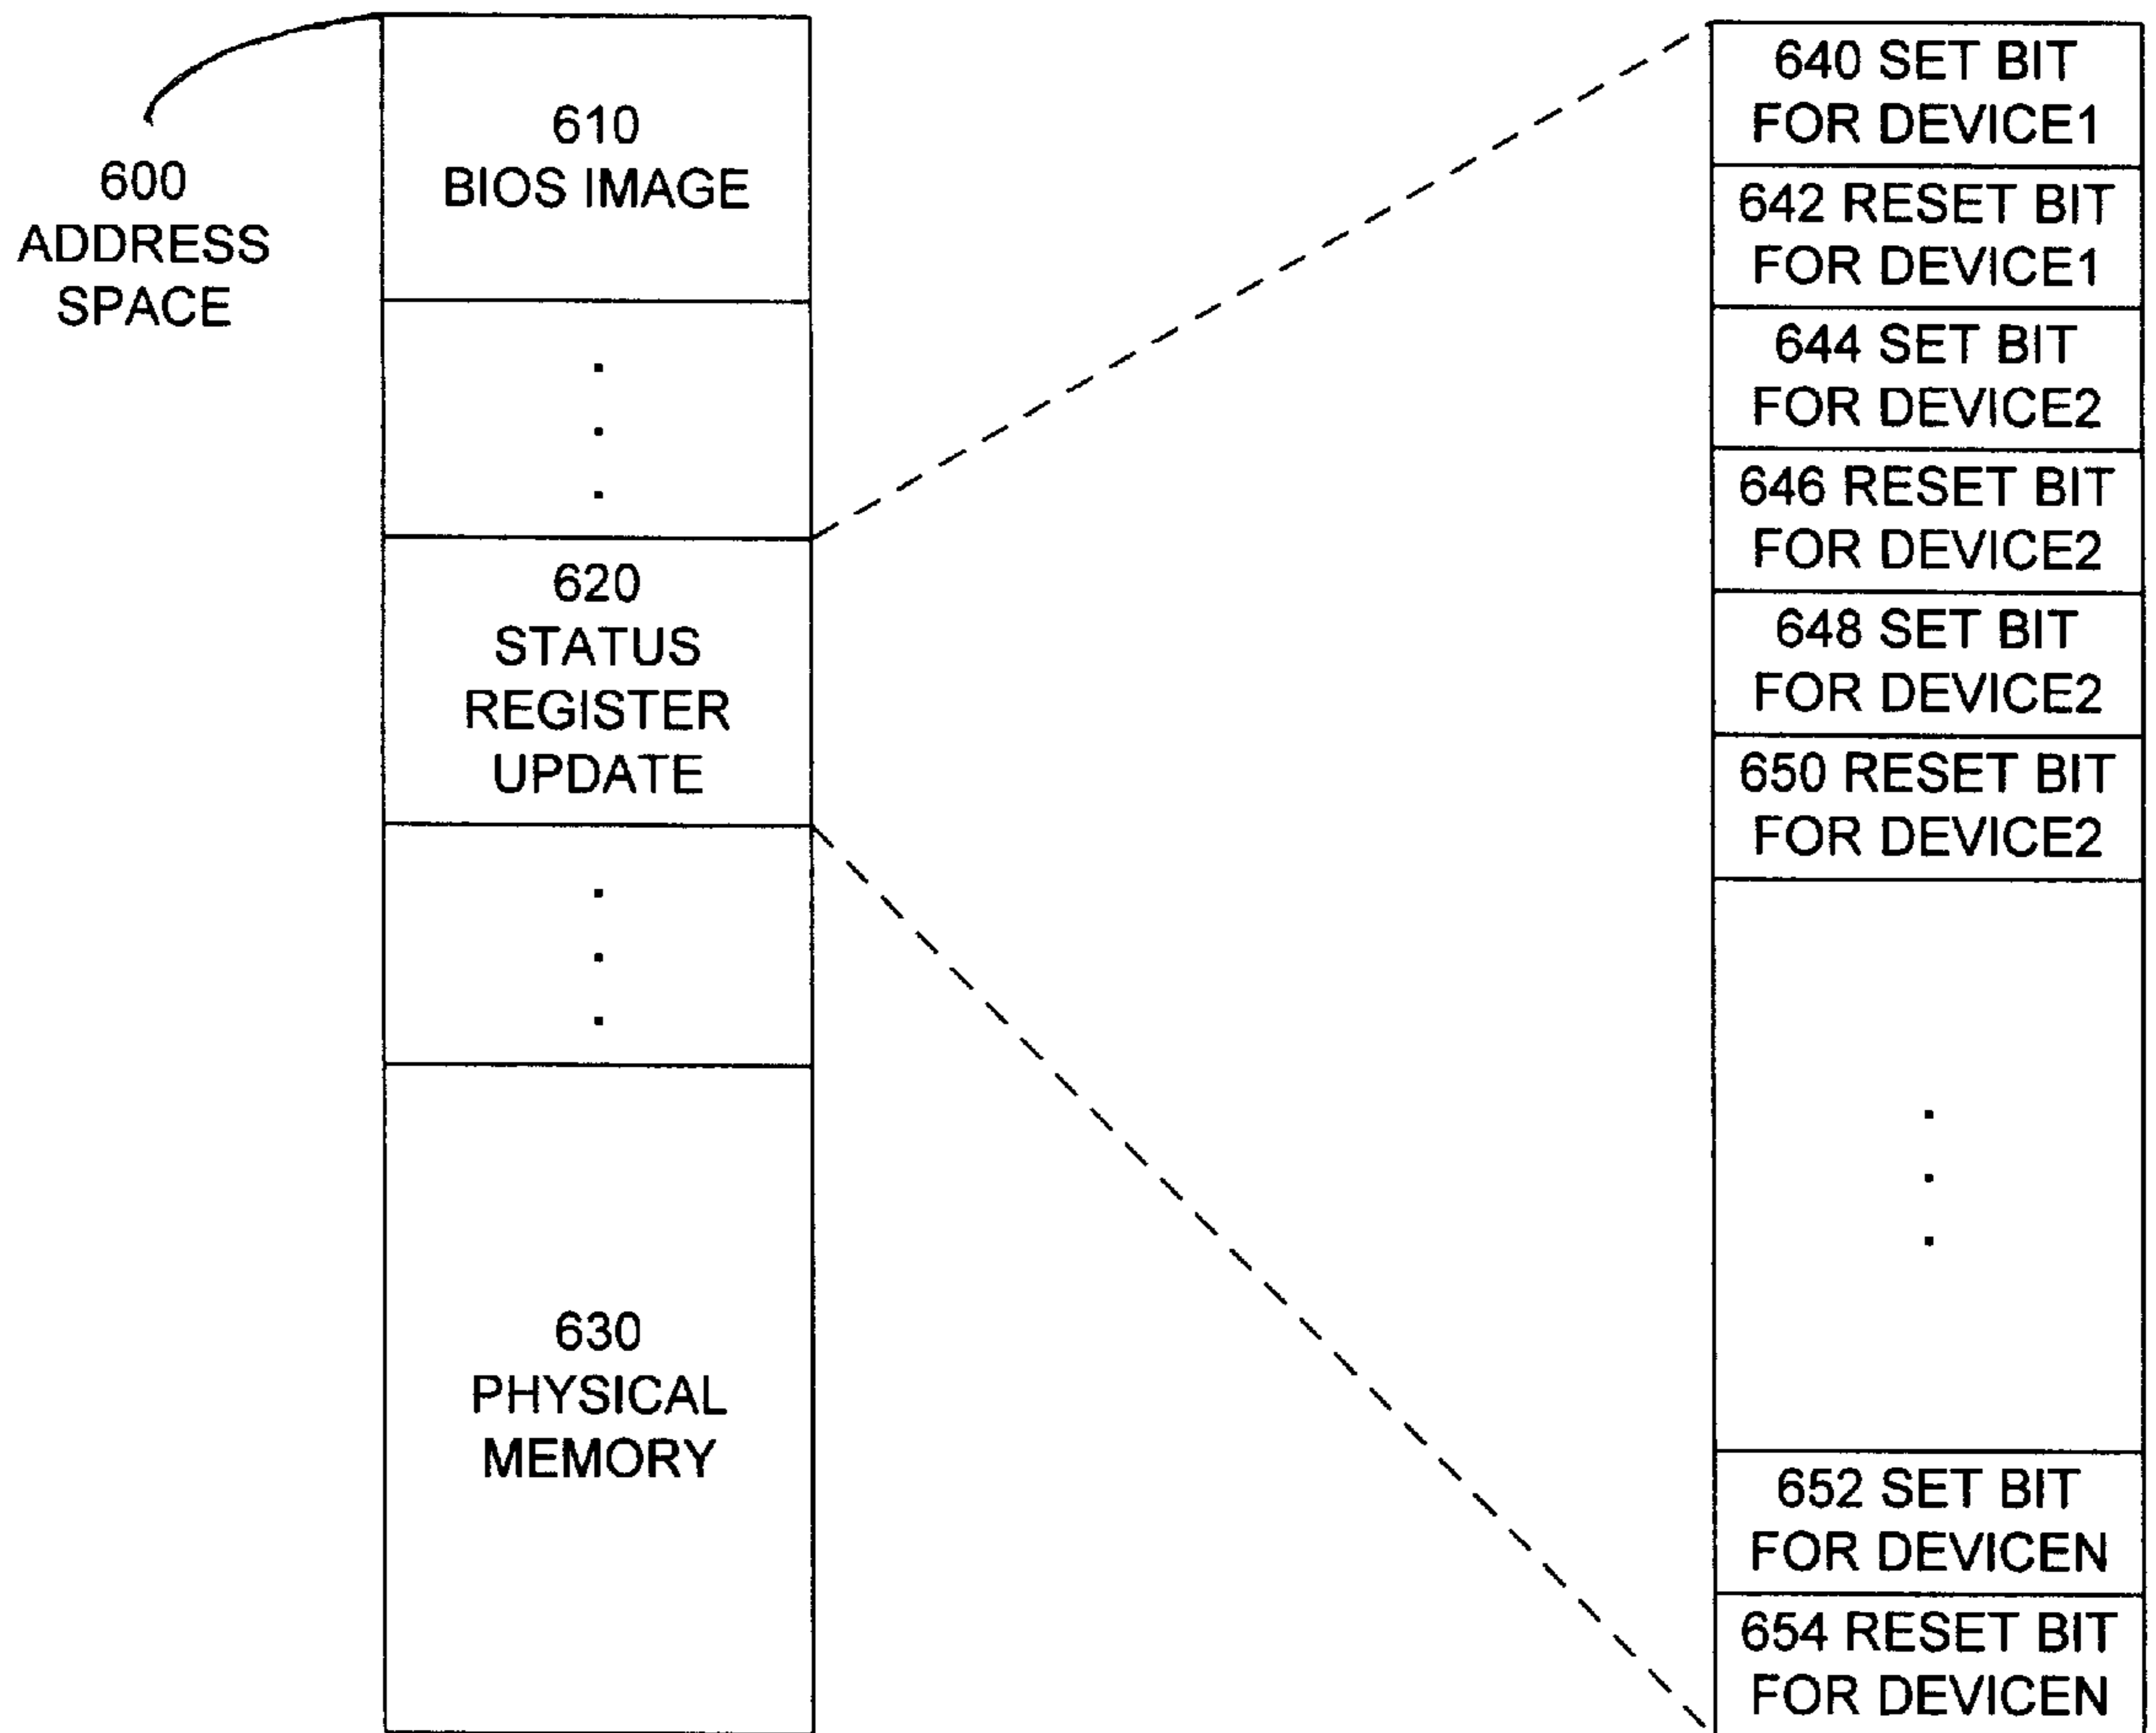 600
ADDRESS
SPACE
610
BIOS IMAGE
.
.
.
620
STATUS
REGISTER
UPDATE
.
.
.
630
PHYSICAL
MEMORY
640 SET BIT
FOR DEVICE1
642 RESET BIT
FOR DEVICE1
644 SET BIT
FOR DEVICE2
646 RESET BIT
FOR DEVICE2
648 SET BIT
FOR DEVICE2
650 RESET BIT
FOR DEVICE2
.
.
.
652 SET BIT
FOR DEVICEN
654 RESET BIT
FOR DEVICEN